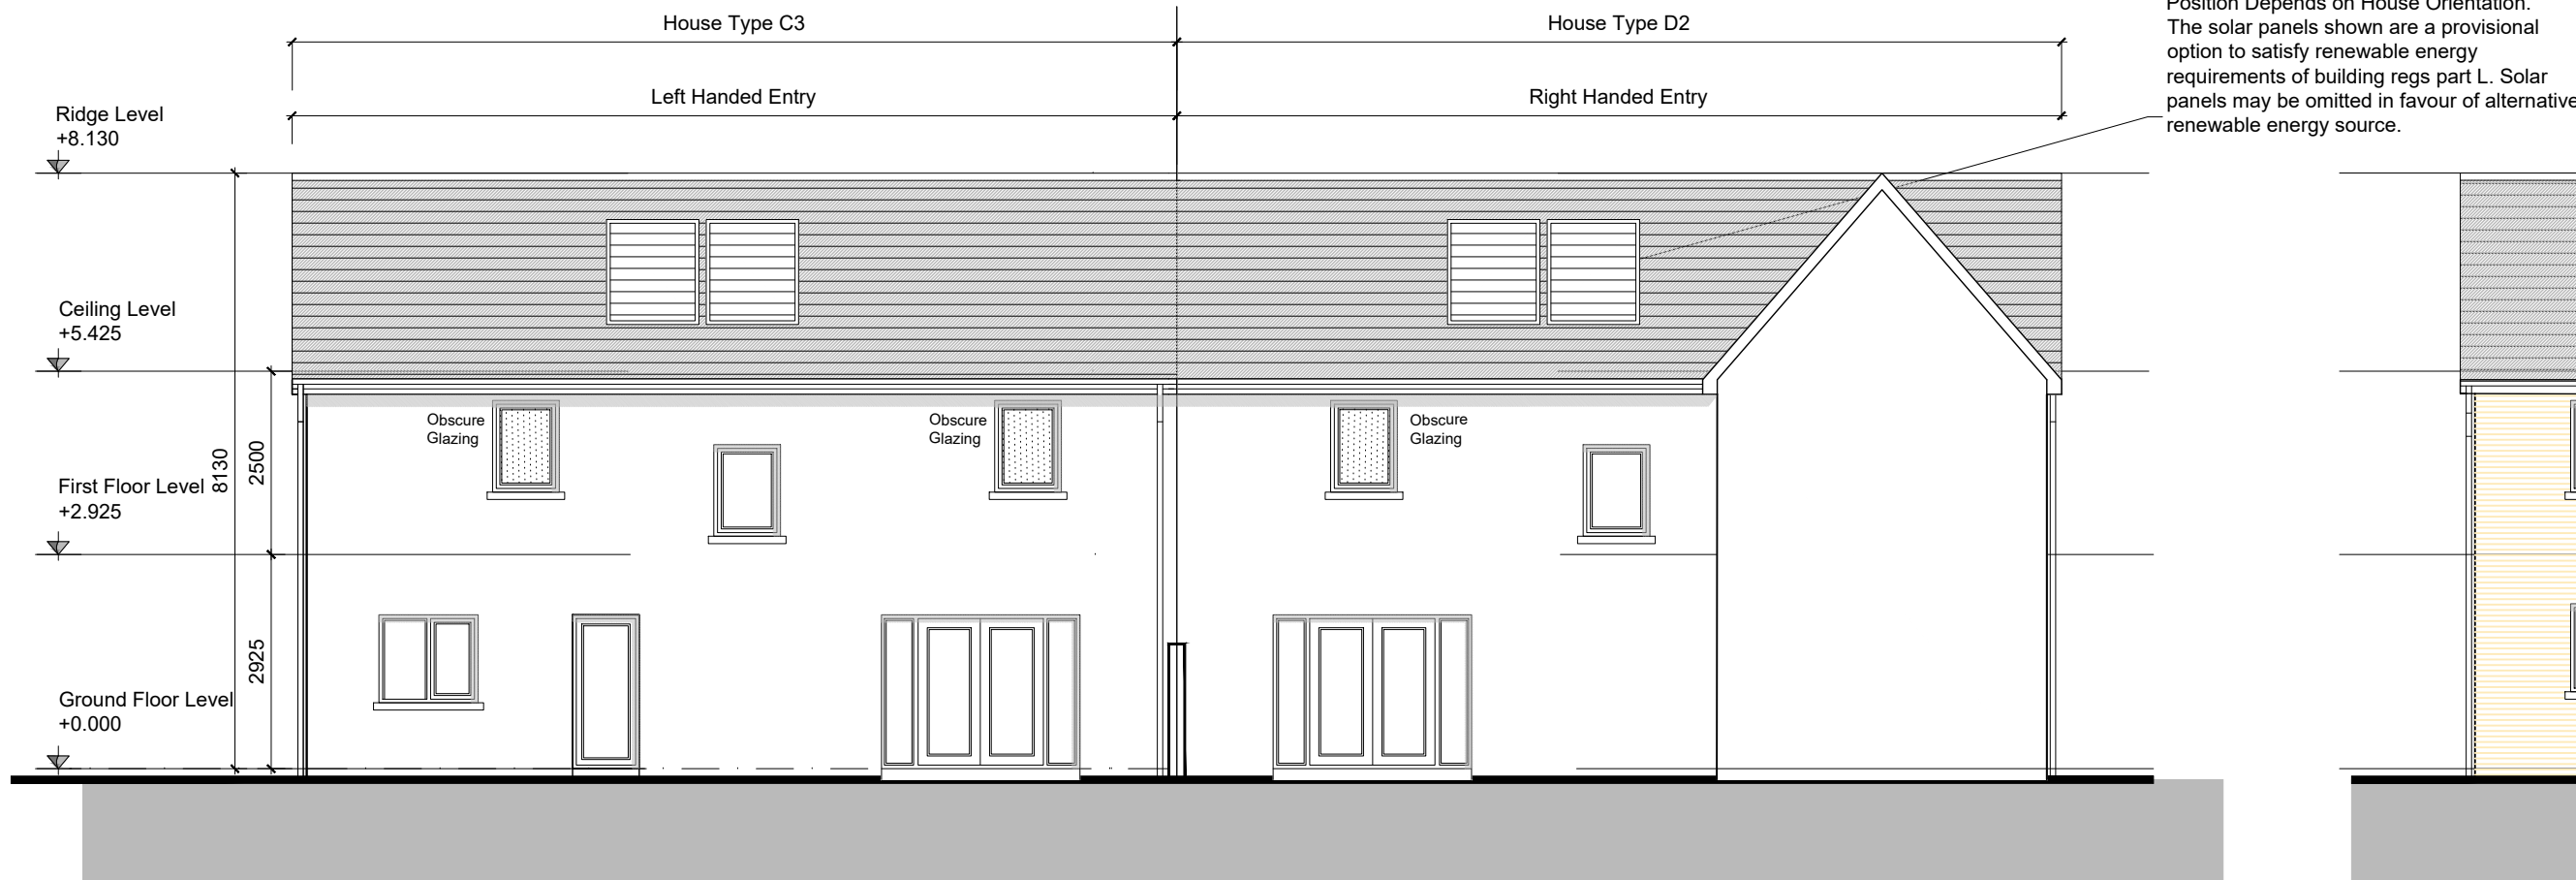 House Type C3
House Type D2
Position Depends on House Orientation.
The solar panels shown are a provisional
option to satisfy renewable energy
requirements of building regs part L. Solar
panels may be omitted in favour of alternative
renewable energy source.
Left Handed Entry
Right Handed Entry
Ridge Level
+8.130
Ceiling Level
+5.425
Obscure
Glazing
Obscure
Glazing
Obscure
Glazing
8130
2500
First Floor Level
+2.925
2925
Ground Floor Level
+0.000